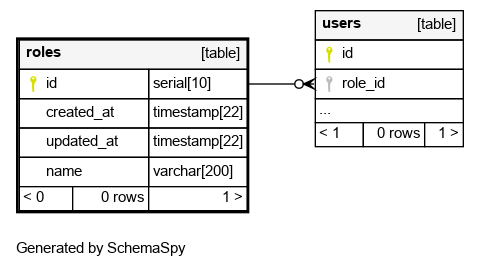 roles [table]
id serial[10]
created_at timestamp[22]
updated_at timestamp[22]
name varchar[200]
< 0 0 rows 1 >
users [table]
id
role_id
...
< 1 0 rows 1 >
Generated by SchemaSpy